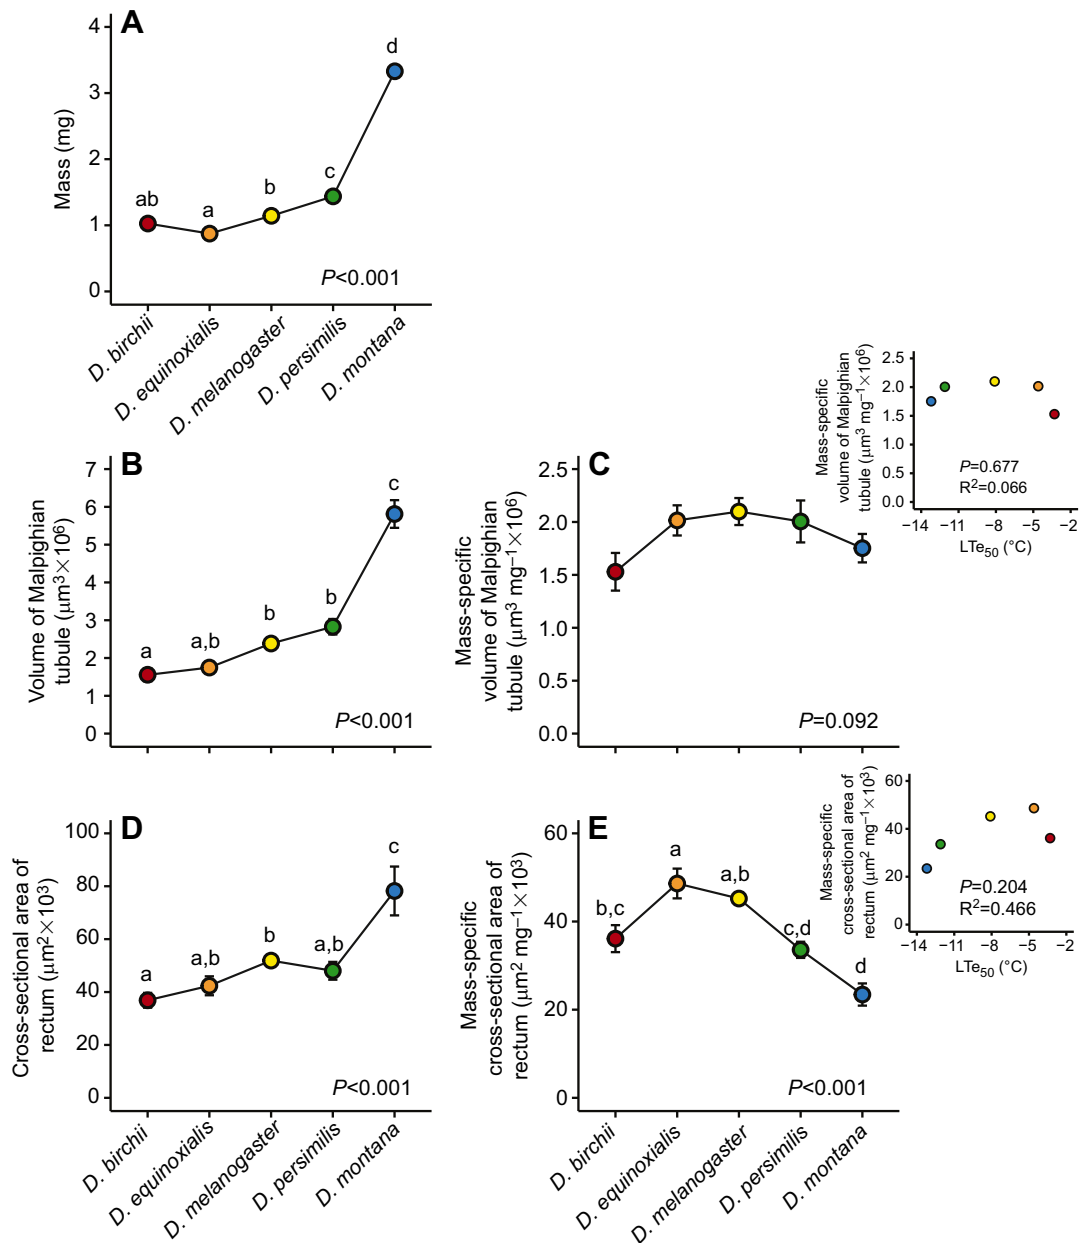 A
Mass (mg)
4
3
2
1
0
ab
a
b
c
d
P<0.001
D. birchii
D. equinoxialis
D. melanogaster
D. persimilis
D. montana
B
Volume of Malpighian
tubule (μm³×10⁶)
7
6
5
4
3
2
1
0
a
a,b
b
b
c
P<0.001
C
Mass-specific
volume of Malpighian
tubule (μm³ mg⁻¹×10⁶)
2.5
2.0
1.5
1.0
0.5
0.0
P=0.092
Mass-specific
volume of Malpighian
tubule (μm³ mg⁻¹×10⁶)
2.5
2.0
1.5
1.0
0.5
0.0
P=0.677
R²=0.066
−14 −11 −8 −5 −2
LTe₅₀ (°C)
D
Cross-sectional area of
rectum (μm²×10³)
100
80
60
40
20
0
a
a,b
b
a,b
c
P<0.001
D. birchii
D. equinoxialis
D. melanogaster
D. persimilis
D. montana
E
Mass-specific
cross-sectional area of
rectum (μm² mg⁻¹×10³)
60
40
20
0
b,c
a
a,b
c,d
d
P<0.001
D. birchii
D. equinoxialis
D. melanogaster
D. persimilis
D. montana
Mass-specific
cross-sectional area of
rectum (μm² mg⁻¹×10³)
60
40
20
0
P=0.204
R²=0.466
−14 −11 −8 −5 −2
LTe₅₀ (°C)